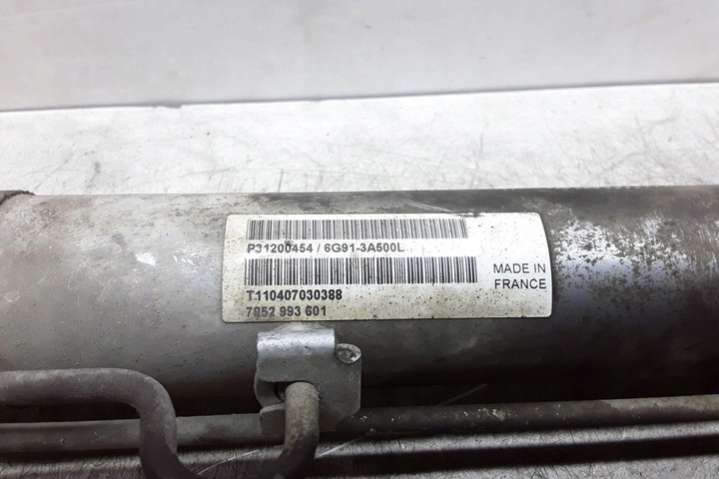 P31200454 / 6G91-3A500L
T110407030388
7852 993 601
MADE IN
FRANCE